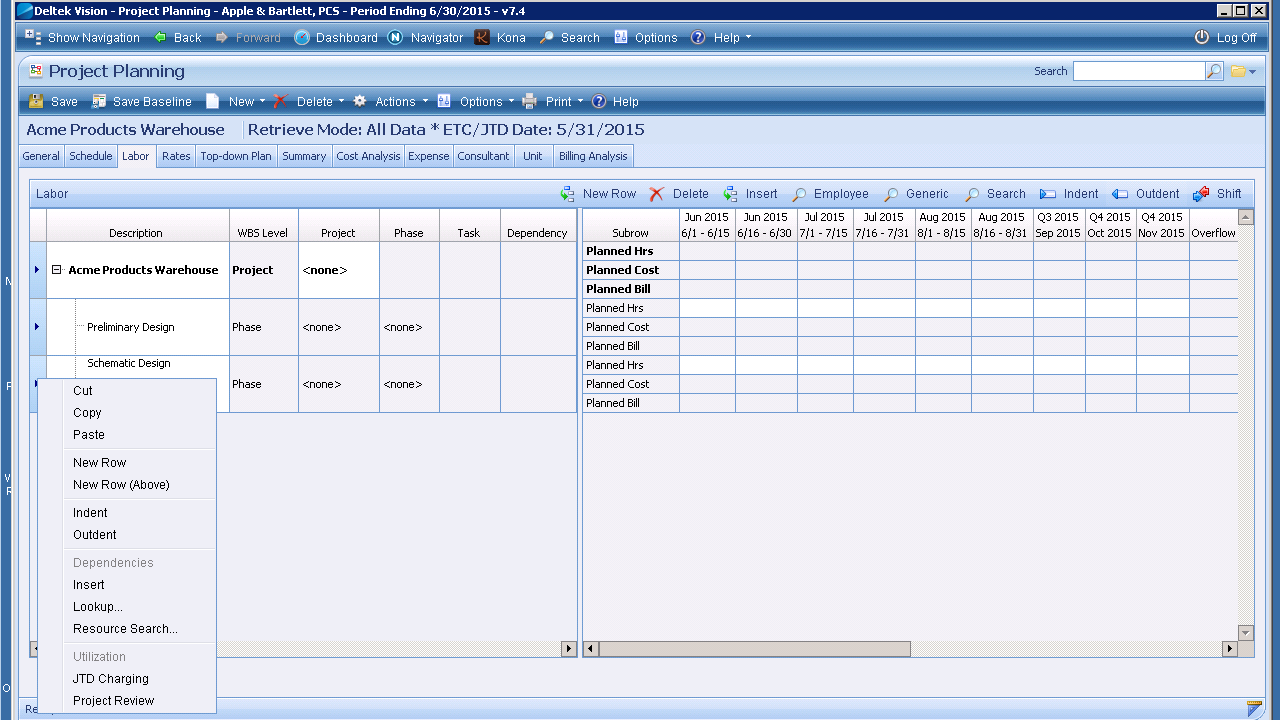 Deltek Vision - Project Planning - Apple & Bartlett, PCS - Period Ending 6/30/2015 - v7.4
Show Navigation Back Forward Dashboard Navigator Kona Search Options Help Log Off
Project Planning Search
Save Save Baseline New Delete Actions Options Print Help
Acme Products Warehouse Retrieve Mode: All Data * ETC/JTD Date: 5/31/2015
General Schedule Labor Rates Top-down Plan Summary Cost Analysis Expense Consultant Unit Billing Analysis
Labor New Row Delete Insert Employee Generic Search Indent Outdent Shift
Jun 2015 Jun 2015 Jul 2015 Jul 2015 Aug 2015 Aug 2015 Q3 2015 Q4 2015 Q4 2015
Description WBS Level Project Phase Task Dependency Subrow 6/1 - 6/15 6/16 - 6/30 7/1 - 7/15 7/16 - 7/31 8/1 - 8/15 8/16 - 8/31 Sep 2015 Oct 2015 Nov 2015 Overflow
Planned Hrs
Acme Products Warehouse Project <none> Planned Cost
Planned Bill
Planned Hrs
Preliminary Design Phase <none> <none> Planned Cost
Planned Bill
Schematic Design Planned Hrs
Phase <none> <none> Planned Cost
Planned Bill
Cut
Copy
Paste
New Row
New Row (Above)
Indent
Outdent
Dependencies
Insert
Lookup...
Resource Search...
Utilization
JTD Charging
Project Review